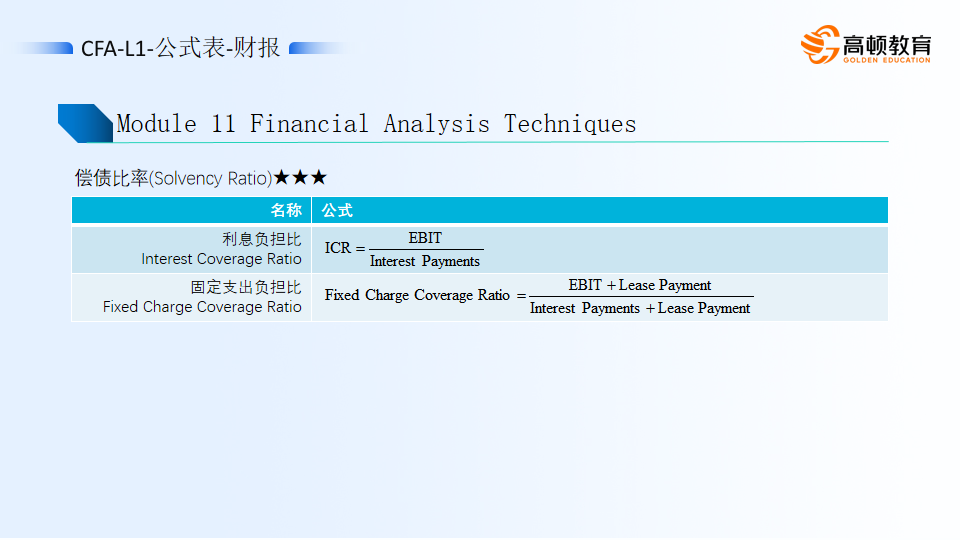 CFA-L1-公式表-财报
高顿教育
GOLDEN EDUCATION
Module 11 Financial Analysis Techniques
偿债比率(Solvency Ratio)★★★
名称 公式
利息负担比
Interest Coverage Ratio
ICR = EBIT / Interest Payments
固定支出负担比
Fixed Charge Coverage Ratio
Fixed Charge Coverage Ratio = EBIT + Lease Payment / Interest Payments + Lease Payment